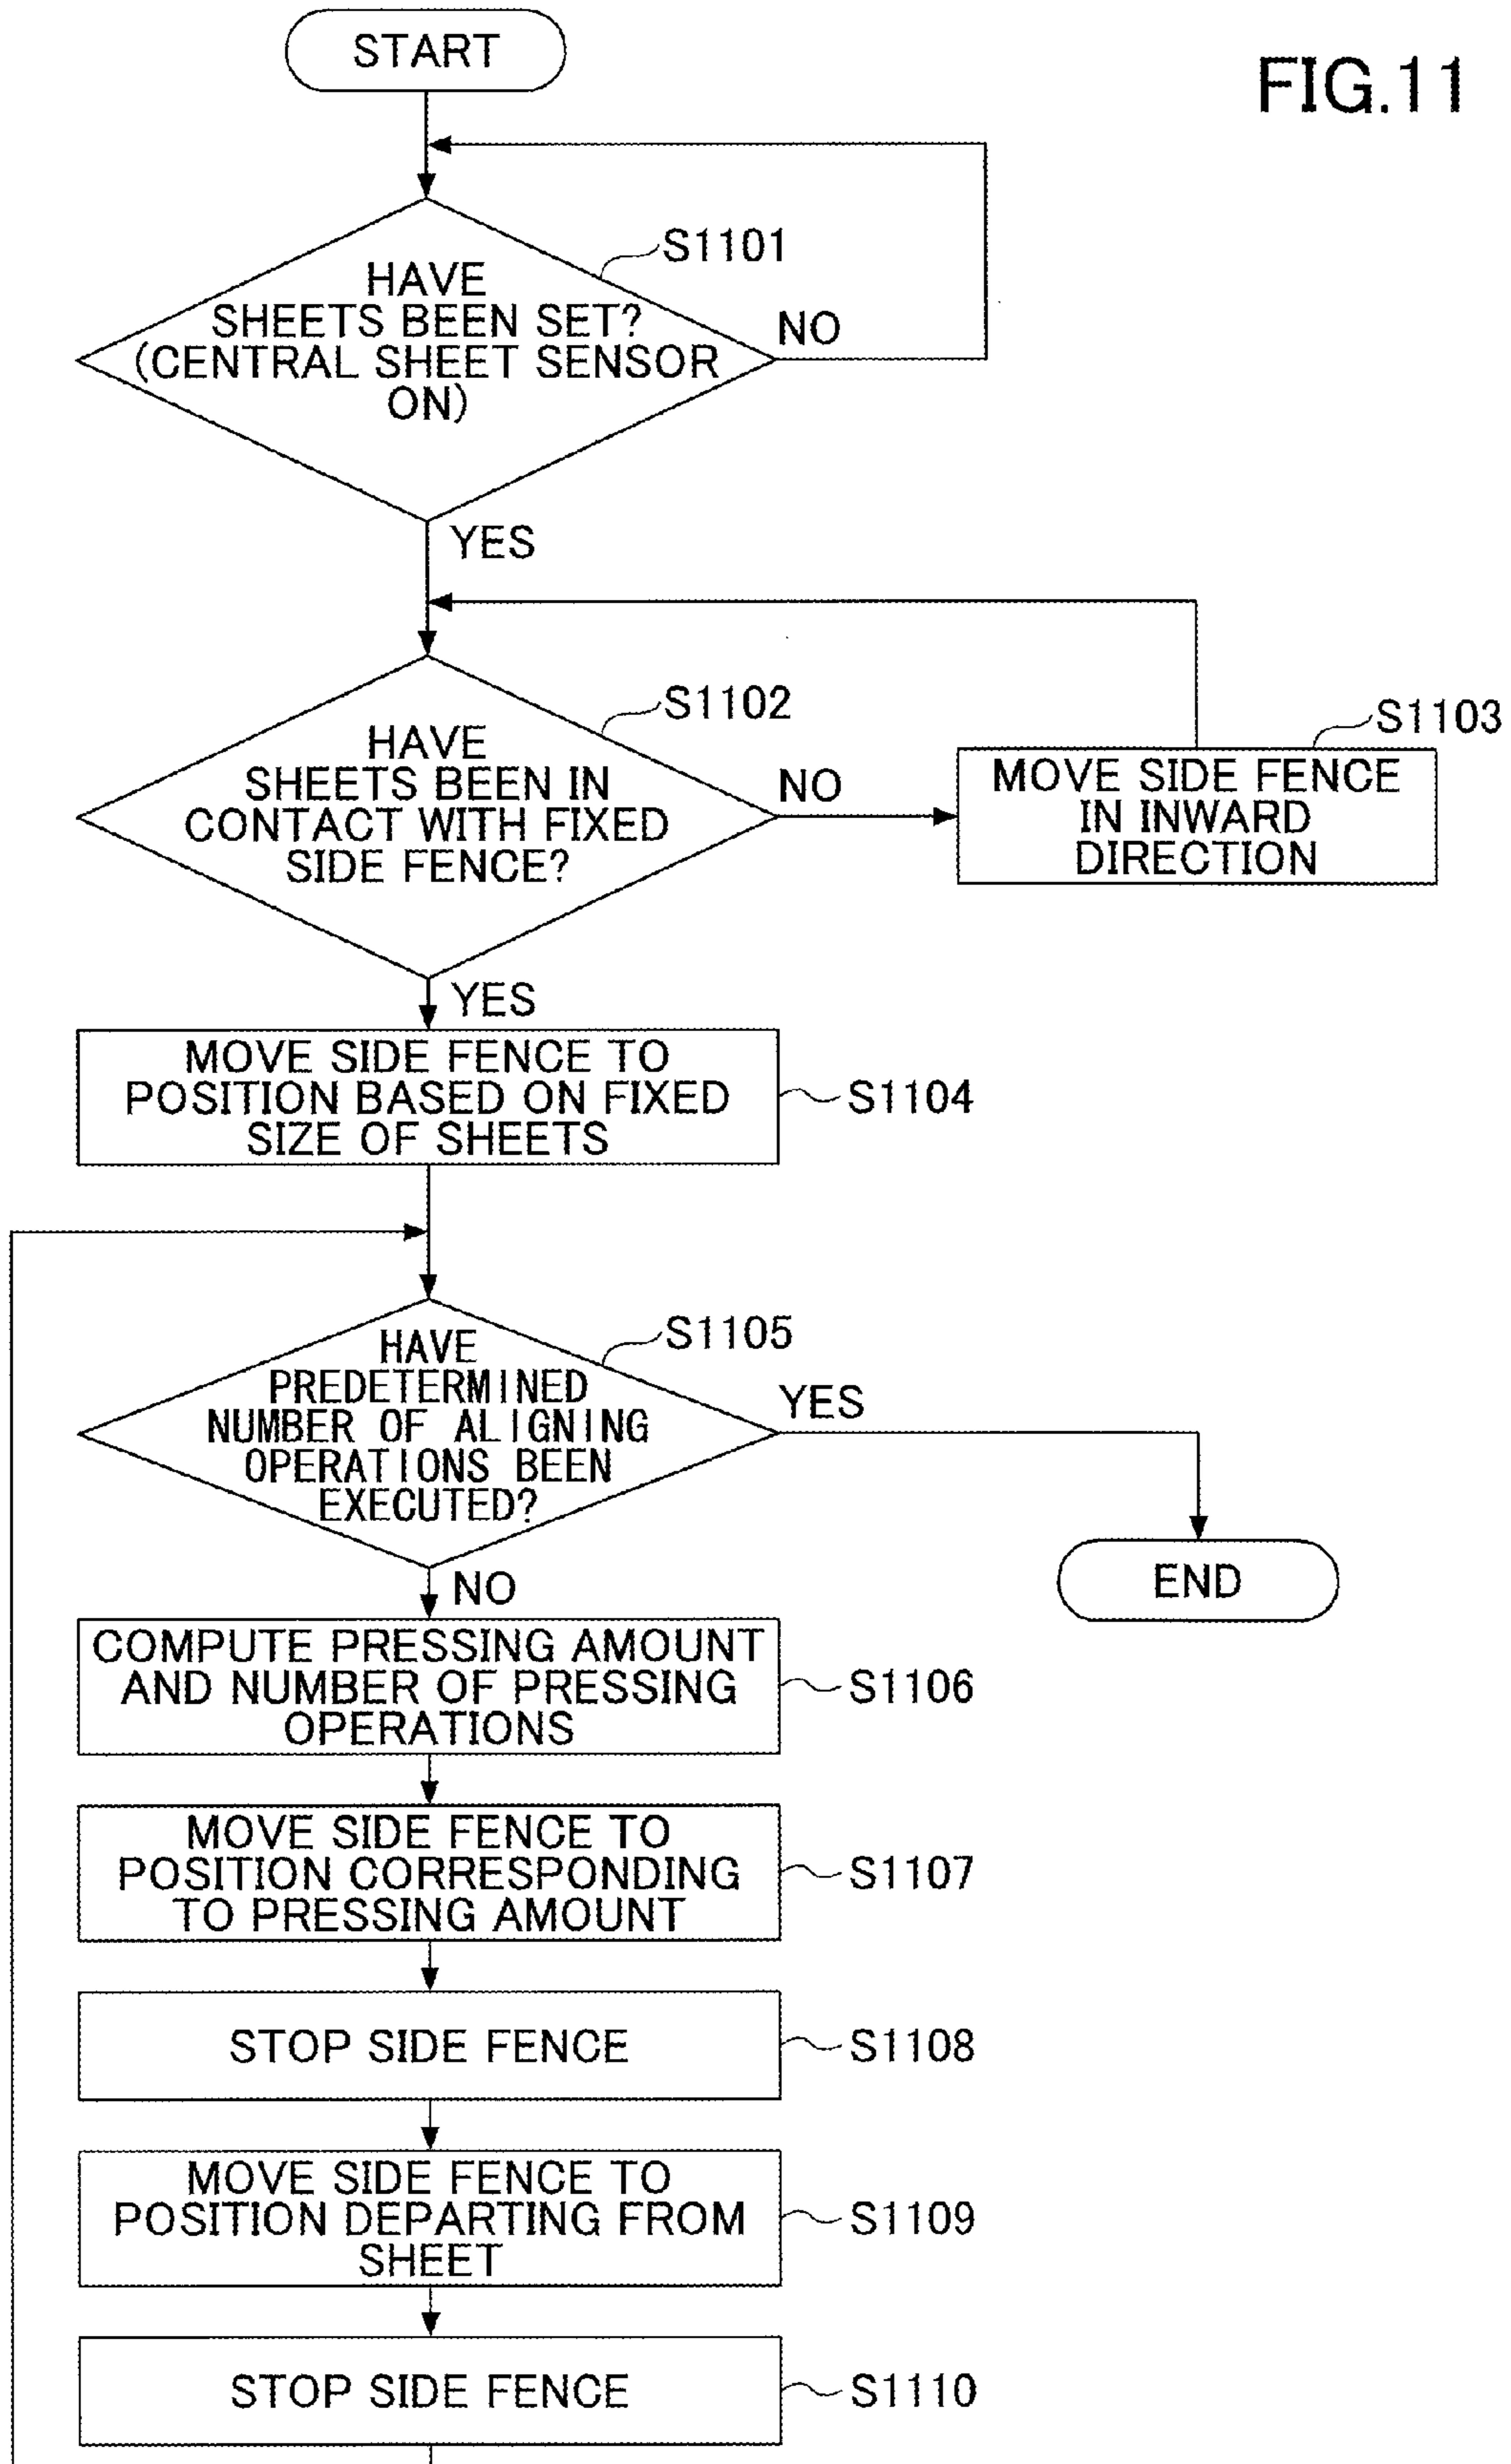 START
FIG.11
S1101
HAVE
SHEETS BEEN SET?
(CENTRAL SHEET SENSOR
ON)
NO
YES
S1102
HAVE
SHEETS BEEN IN
CONTACT WITH FIXED
SIDE FENCE?
NO
S1103
MOVE SIDE FENCE
IN INWARD
DIRECTION
YES
MOVE SIDE FENCE TO
POSITION BASED ON FIXED
SIZE OF SHEETS
S1104
S1105
HAVE
PREDETERMINED
NUMBER OF ALIGNING
OPERATIONS BEEN
EXECUTED?
YES
END
NO
COMPUTE PRESSING AMOUNT
AND NUMBER OF PRESSING
OPERATIONS
S1106
MOVE SIDE FENCE TO
POSITION CORRESPONDING
TO PRESSING AMOUNT
S1107
STOP SIDE FENCE
S1108
MOVE SIDE FENCE TO
POSITION DEPARTING FROM
SHEET
S1109
STOP SIDE FENCE
S1110